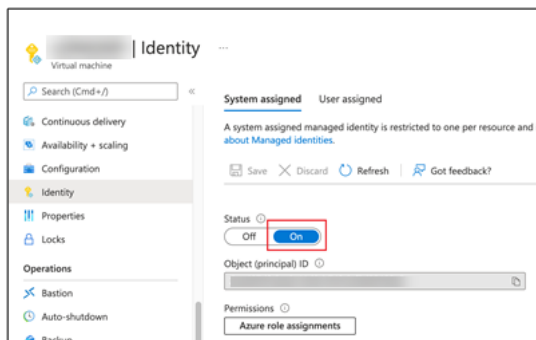 | Identity ...
Virtual machine
Search (Cmd+/)
«
Continuous delivery
Availability + scaling
Configuration
Identity
Properties
Locks
Operations
Bastion
Auto-shutdown
Backup
System assigned User assigned
A system assigned managed identity is restricted to one per resource and
about Managed identities.
Save Discard Refresh Got feedback?
Status
Off On
Object (principal) ID
Permissions
Azure role assignments